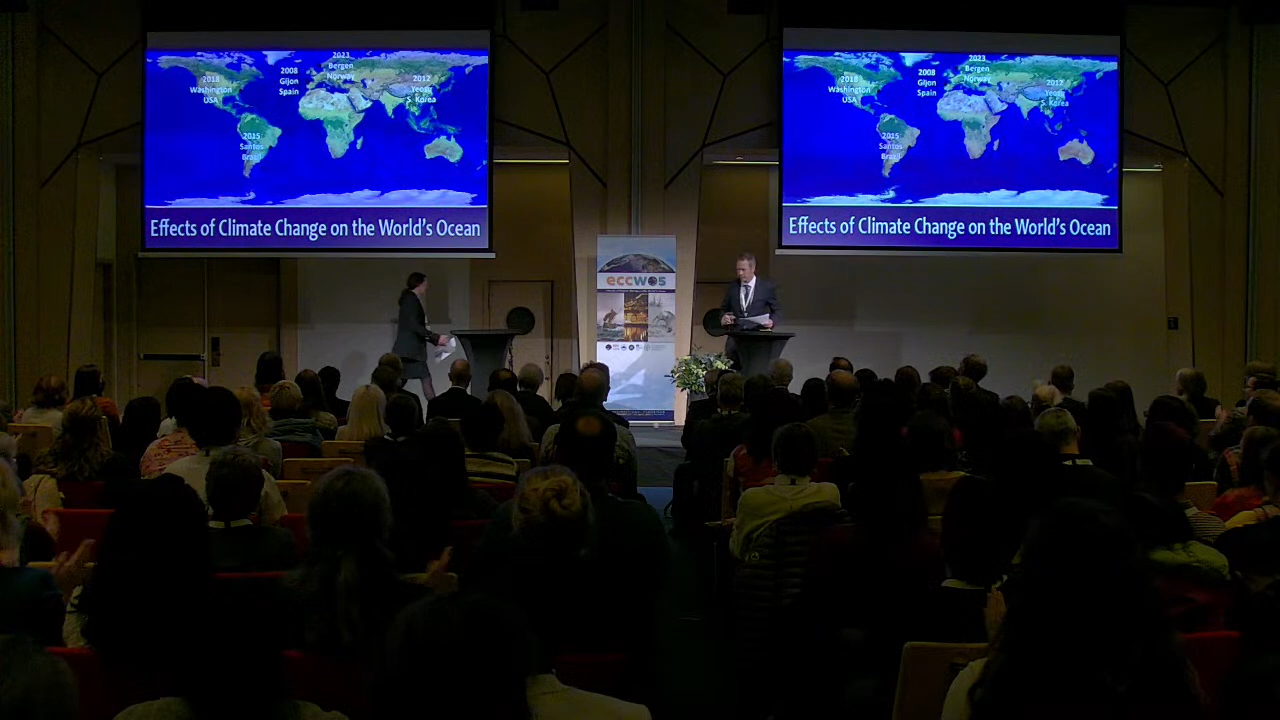 2023
Bergen
Norway
2008
Gijon
Spain
2018
Washington
USA
2012
Yeosu
S. Korea
2015
Santos
Brazil
Effects of Climate Change on the World's Ocean
2023
Bergen
Norway
2008
Gijon
Spain
2018
Washington
USA
2012
Yeosu
S. Korea
2015
Santos
Brazil
Effects of Climate Change on the World's Ocean
eccwo5